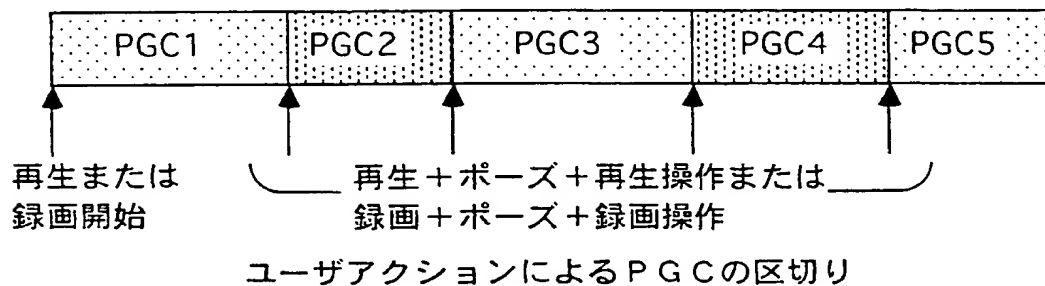 PGC1 PGC2 PGC3 PGC4 PGC5
再生または
録画開始
再生＋ポーズ＋再生操作または
録画＋ポーズ＋録画操作
ユーザアクションによるＰＧＣの区切り